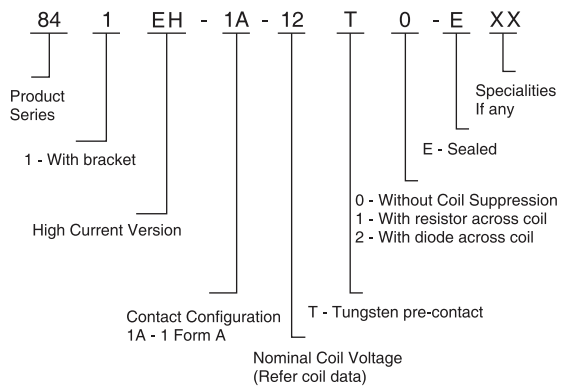 84 1 EH - 1A - 12 T 0 - E XX
Product
Series
Specialities
If any
1 - With bracket
E - Sealed
0 - Without Coil Suppression
1 - With resistor across coil
2 - With diode across coil
High Current Version
Contact Configuration
1A - 1 Form A
T - Tungsten pre-contact
Nominal Coil Voltage
(Refer coil data)